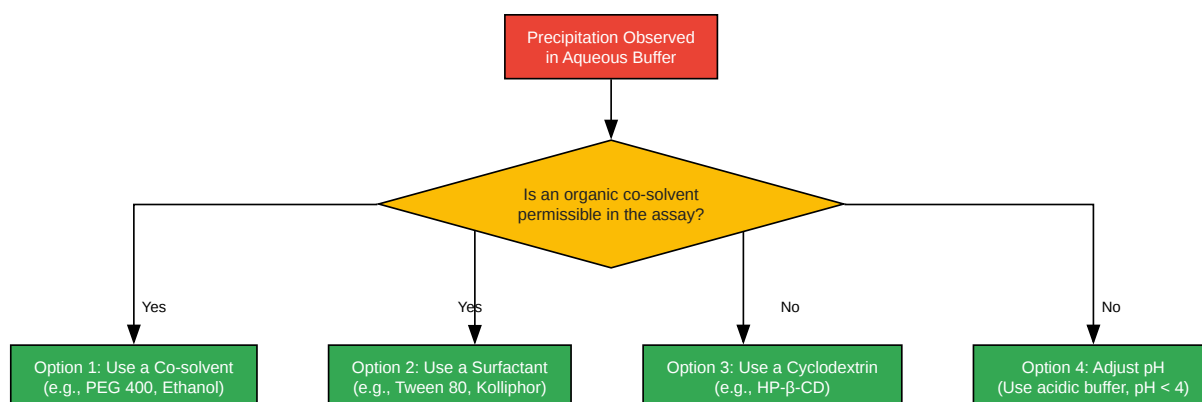 Precipitation Observed
in Aqueous Buffer
Is an organic co-solvent
permissible in the assay?
Yes
Yes
No
No
Option 1: Use a Co-solvent
(e.g., PEG 400, Ethanol)
Option 2: Use a Surfactant
(e.g., Tween 80, Kolliphor)
Option 3: Use a Cyclodextrin
(e.g., HP-β-CD)
Option 4: Adjust pH
(Use acidic buffer, pH < 4)